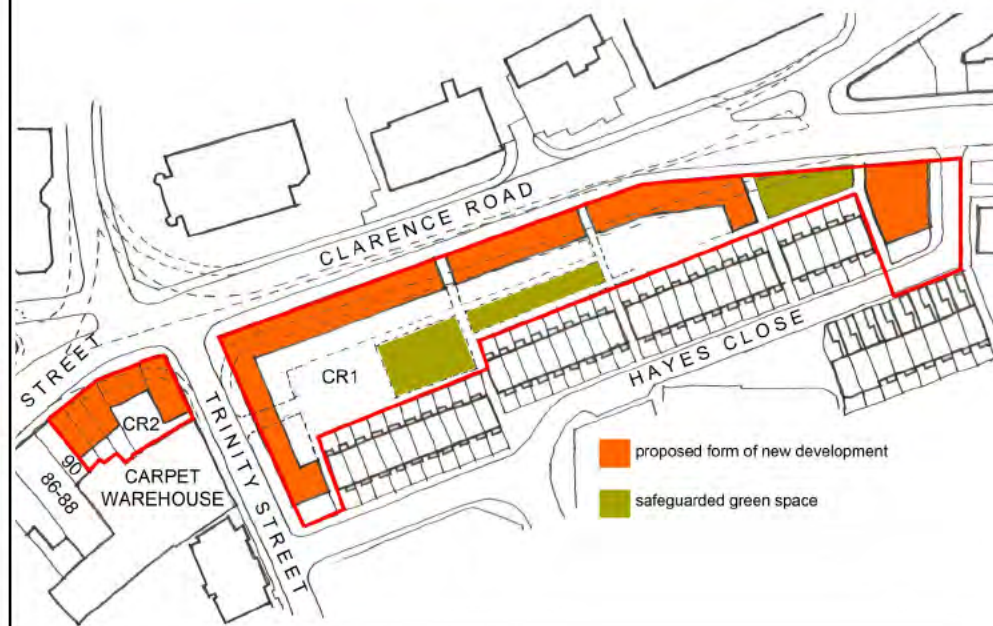 CLARENCE ROAD
STREET
CR1
HAYES CLOSE
TRINITY STREET
CR2
90
86-88
CARPET
WAREHOUSE
proposed form of new development
safeguarded green space